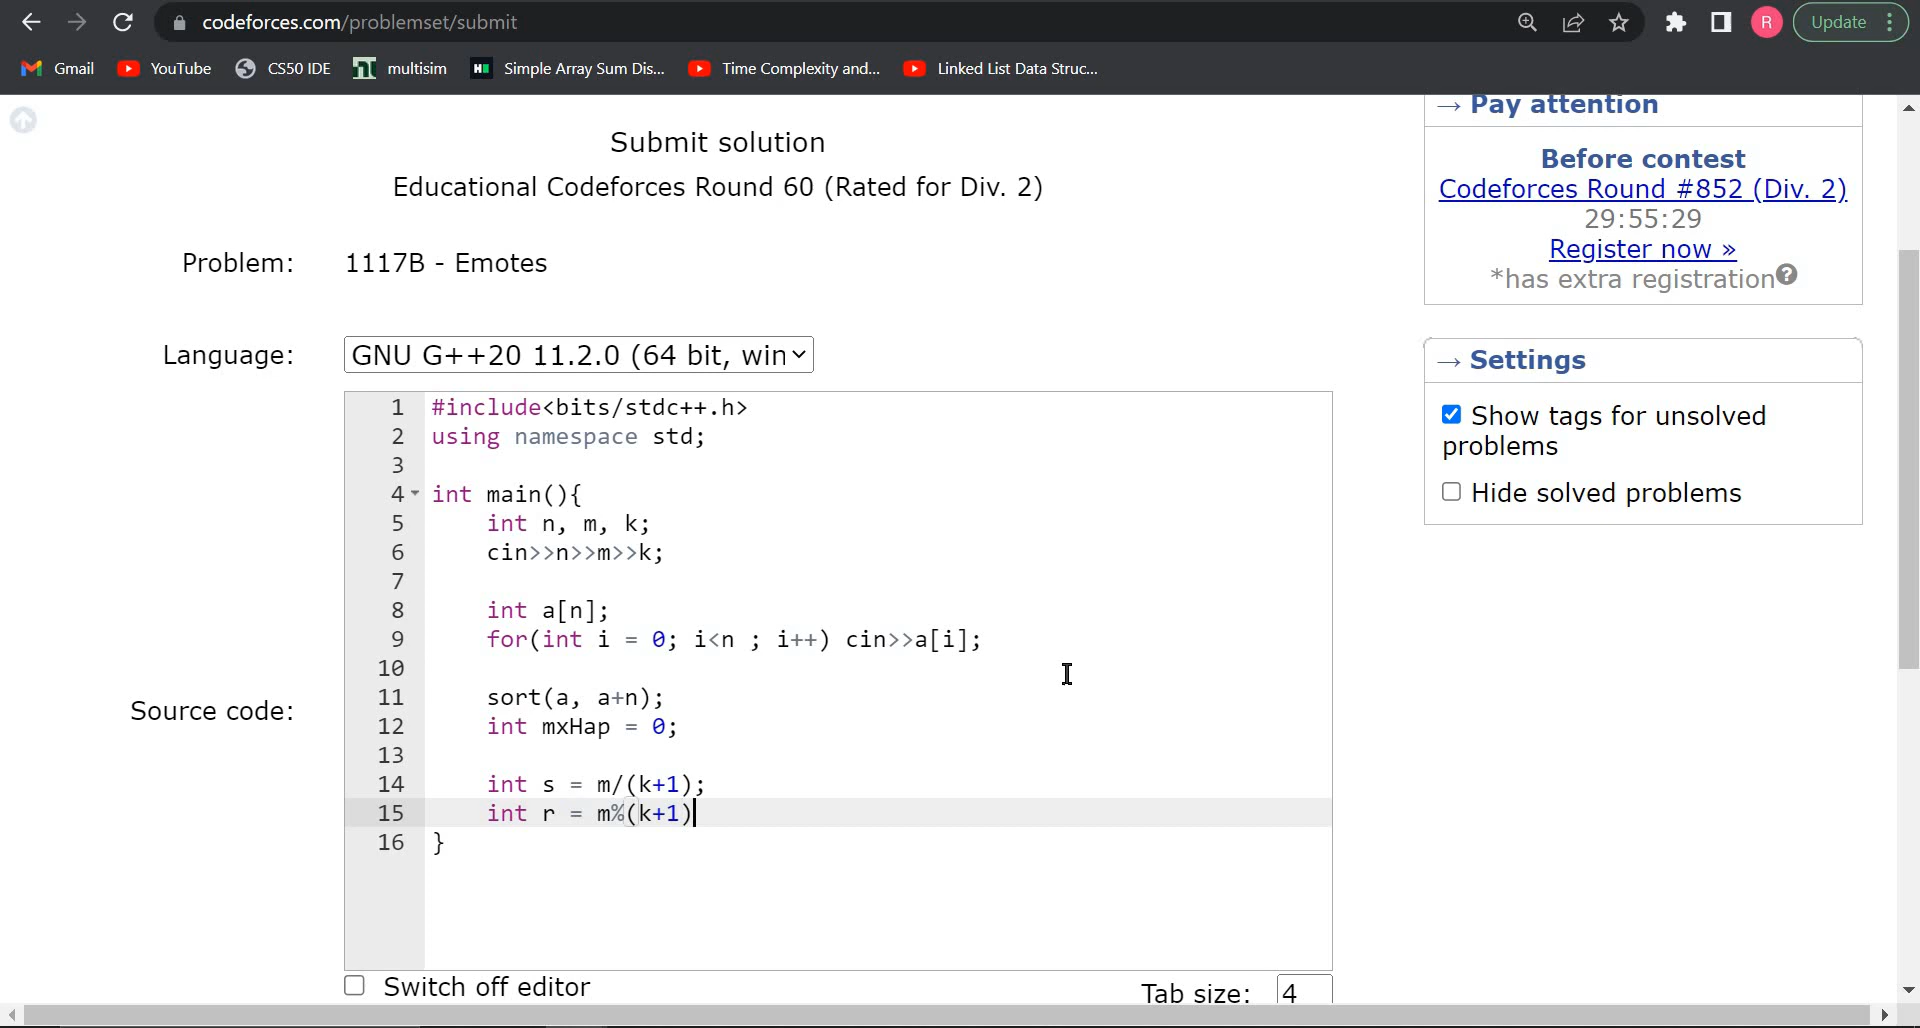 codeforces.com/problemset/submit
R
Update
Gmail
YouTube
CS50 IDE
multisim
Simple Array Sum Dis...
Time Complexity and...
Linked List Data Struc...
Submit solution
Educational Codeforces Round 60 (Rated for Div. 2)
Problem: 1117B - Emotes
Language: GNU G++20 11.2.0 (64 bit, win
Source code:
1 #include<bits/stdc++.h>
2 using namespace std;
3
4 int main(){
5     int n, m, k;
6     cin>>n>>m>>k;
7
8     int a[n];
9     for(int i = 0; i<n ; i++) cin>>a[i];
10
11     sort(a, a+n);
12     int mxHap = 0;
13
14     int s = m/(k+1);
15     int r = m%(k+1)
16 }
Switch off editor
Tab size: 4
→ Pay attention
Before contest
Codeforces Round #852 (Div. 2)
29:55:29
Register now »
*has extra registration?
→ Settings
Show tags for unsolved
problems
Hide solved problems